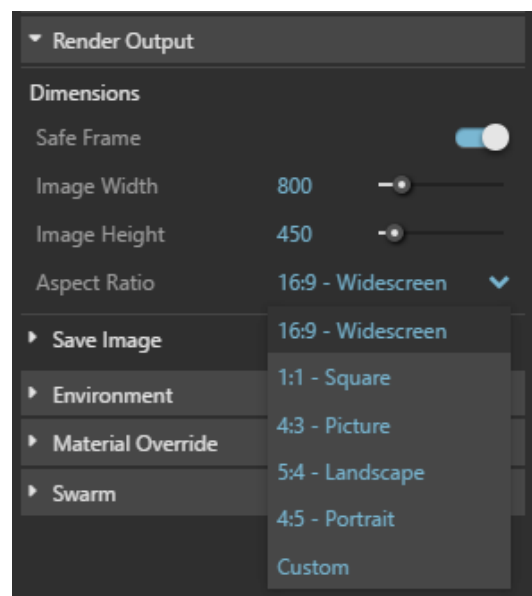 Render Output
Dimensions
Safe Frame
Image Width 800
Image Height 450
Aspect Ratio 16:9 - Widescreen
Save Image
Environment
Material Override
Swarm
16:9 - Widescreen
1:1 - Square
4:3 - Picture
5:4 - Landscape
4:5 - Portrait
Custom